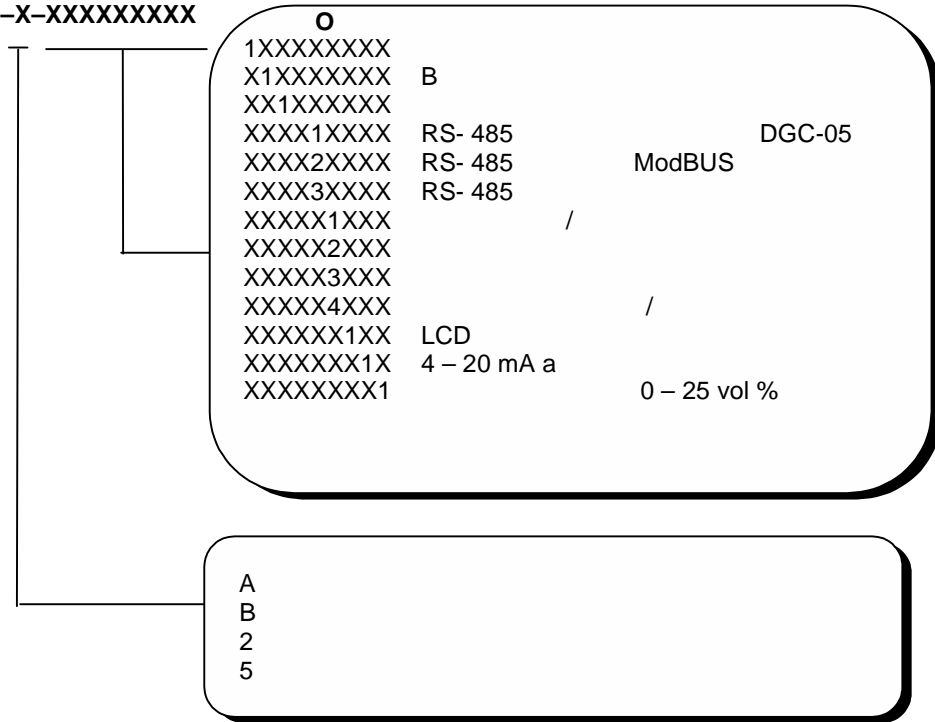 –X–XXXXXXXXX
O
1XXXXXXXX
X1XXXXXXX B
XX1XXXXXX
XXXX1XXXX RS- 485 DGC-05
XXXX2XXXX RS- 485 ModBUS
XXXX3XXXX RS- 485
XXXXX1XXX /
XXXXX2XXX
XXXXX3XXX
XXXXX4XXX /
XXXXXX1XX LCD
XXXXXXX1X 4 – 20 mA a
XXXXXXXX1 0 – 25 vol %
A
B
2
5